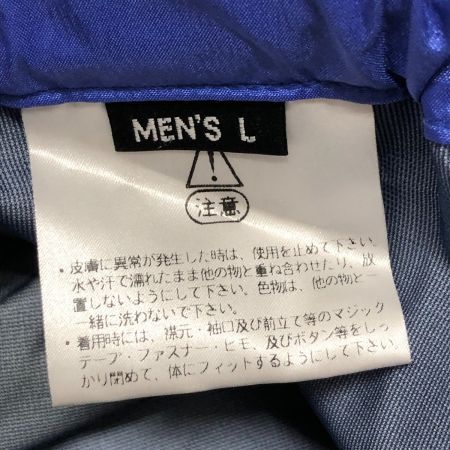 MEN'S L
注意
・皮膚に異常が発生した時は、使用を止めて下さい。
水や汗で濡れたまま他の物と重ね合わせたり、放
置しないようにして下さい。色物は、他の物と一
緒に洗わないで下さい。
・着用時には、襟元・袖口及び前立て等のマジック
テープ・ファスナー・ヒモ、及びボタン等をしっ
かり閉めて、体にフィットするようにして下さい。